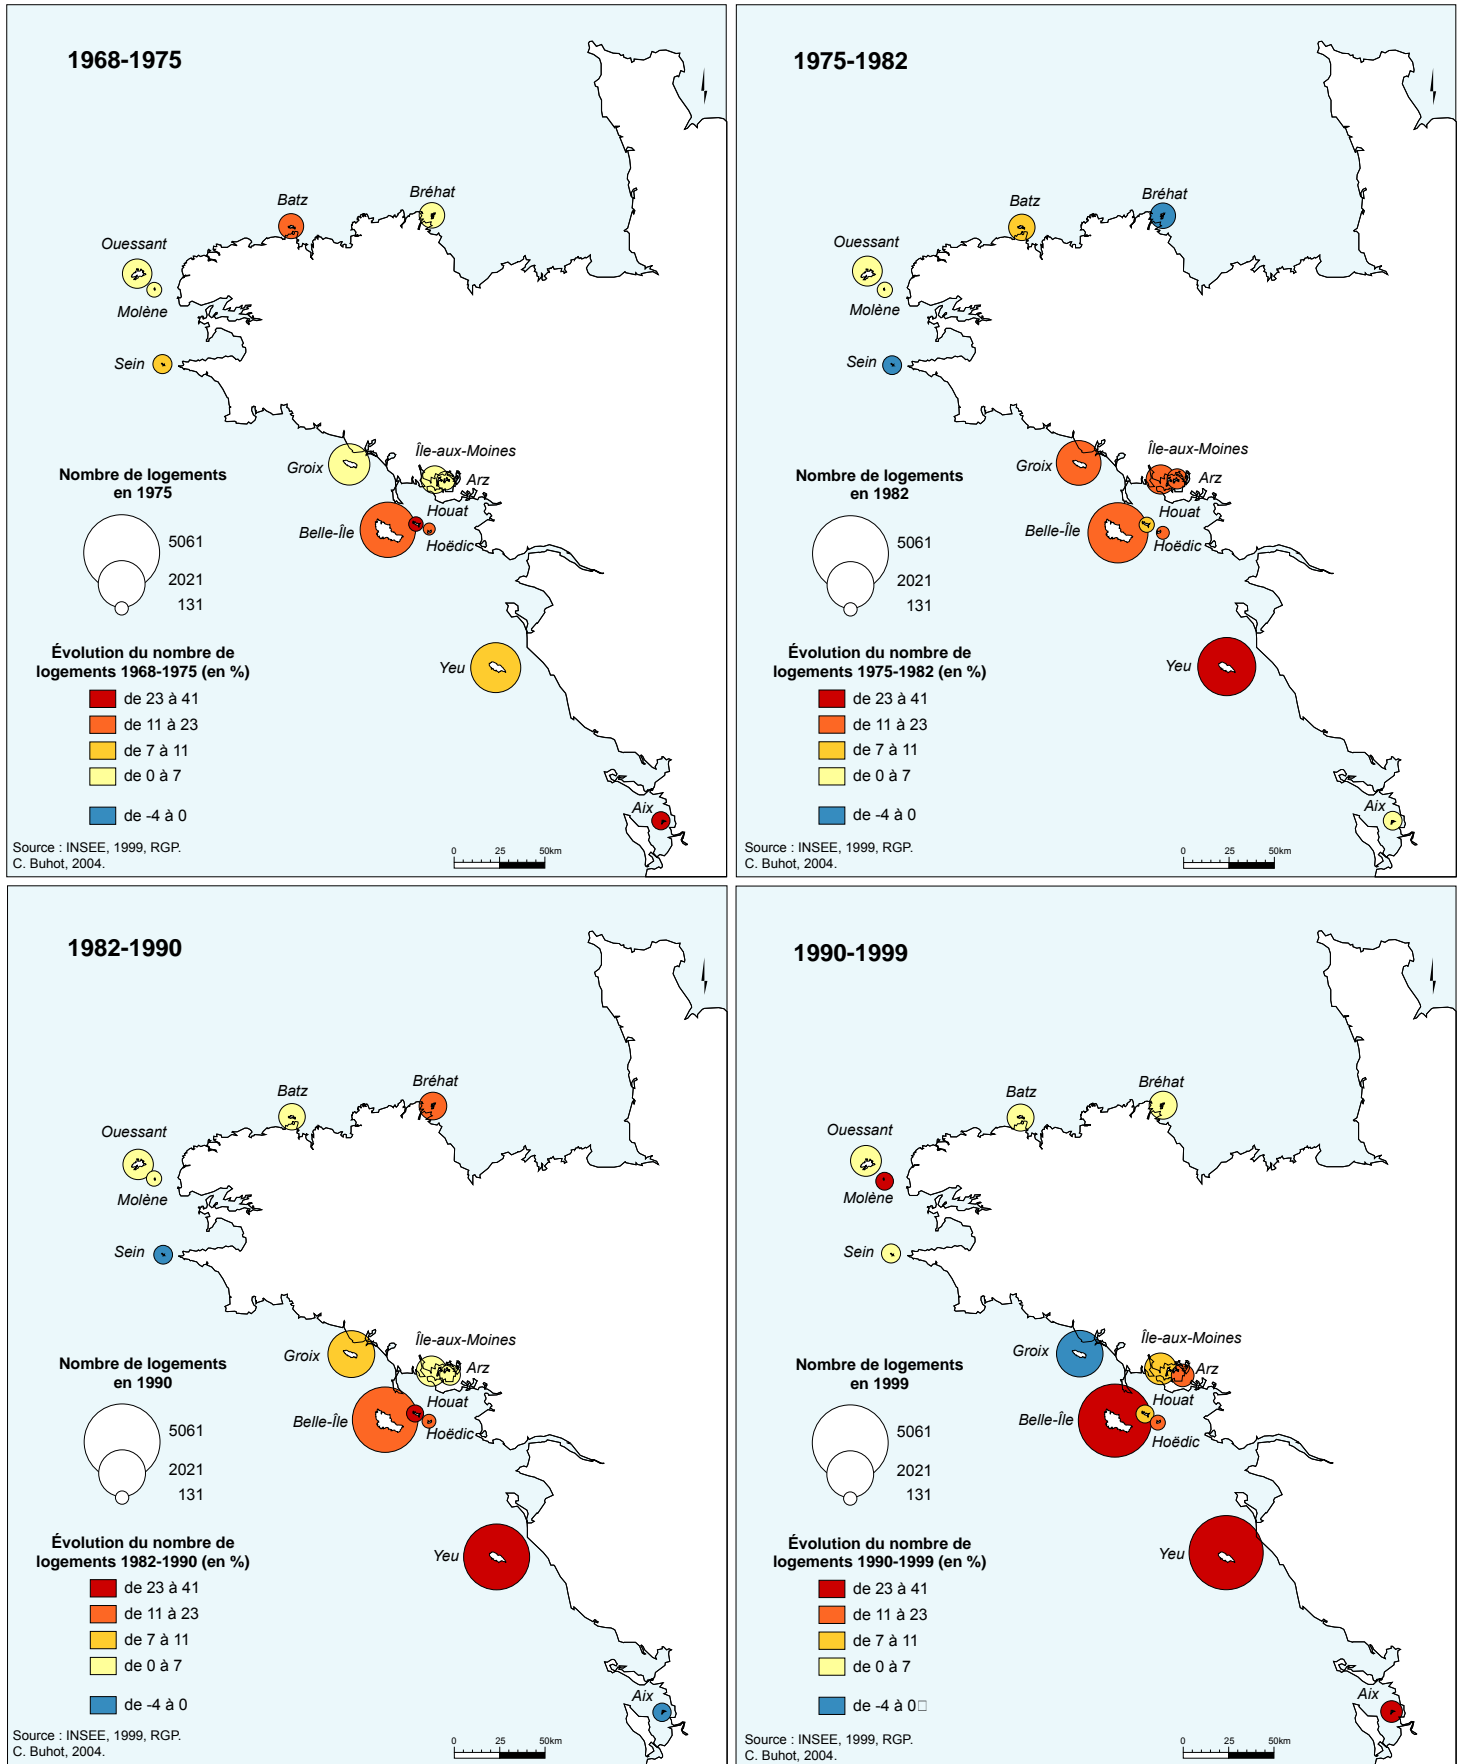 1968-1975
Batz
Bréhat
Ouessant
Molène
Sein
Île-aux-Moines
Groix
Arz
Houat
Belle-Île
Hoëdic
Yeu
Aix
Nombre de logements
en 1975
5061
2021
131
Évolution du nombre de
logements 1968-1975 (en %)
de 23 à 41
de 11 à 23
de 7 à 11
de 0 à 7
de -4 à 0
Source : INSEE, 1999, RGP.
C. Buhot, 2004.
0 25 50km
1975-1982
Batz
Bréhat
Ouessant
Molène
Sein
Île-aux-Moines
Groix
Arz
Houat
Belle-Île
Hoëdic
Yeu
Aix
Nombre de logements
en 1982
5061
2021
131
Évolution du nombre de
logements 1975-1982 (en %)
de 23 à 41
de 11 à 23
de 7 à 11
de 0 à 7
de -4 à 0
Source : INSEE, 1999, RGP.
C. Buhot, 2004.
0 25 50km
1982-1990
Batz
Bréhat
Ouessant
Molène
Sein
Île-aux-Moines
Groix
Arz
Houat
Belle-Île
Hoëdic
Yeu
Aix
Nombre de logements
en 1990
5061
2021
131
Évolution du nombre de
logements 1982-1990 (en %)
de 23 à 41
de 11 à 23
de 7 à 11
de 0 à 7
de -4 à 0
Source : INSEE, 1999, RGP.
C. Buhot, 2004.
0 25 50km
1990-1999
Batz
Bréhat
Ouessant
Molène
Sein
Île-aux-Moines
Groix
Arz
Houat
Belle-Île
Hoëdic
Yeu
Aix
Nombre de logements
en 1999
5061
2021
131
Évolution du nombre de
logements 1990-1999 (en %)
de 23 à 41
de 11 à 23
de 7 à 11
de 0 à 7
de -4 à 0□
Source : INSEE, 1999, RGP.
C. Buhot, 2004.
0 25 50km